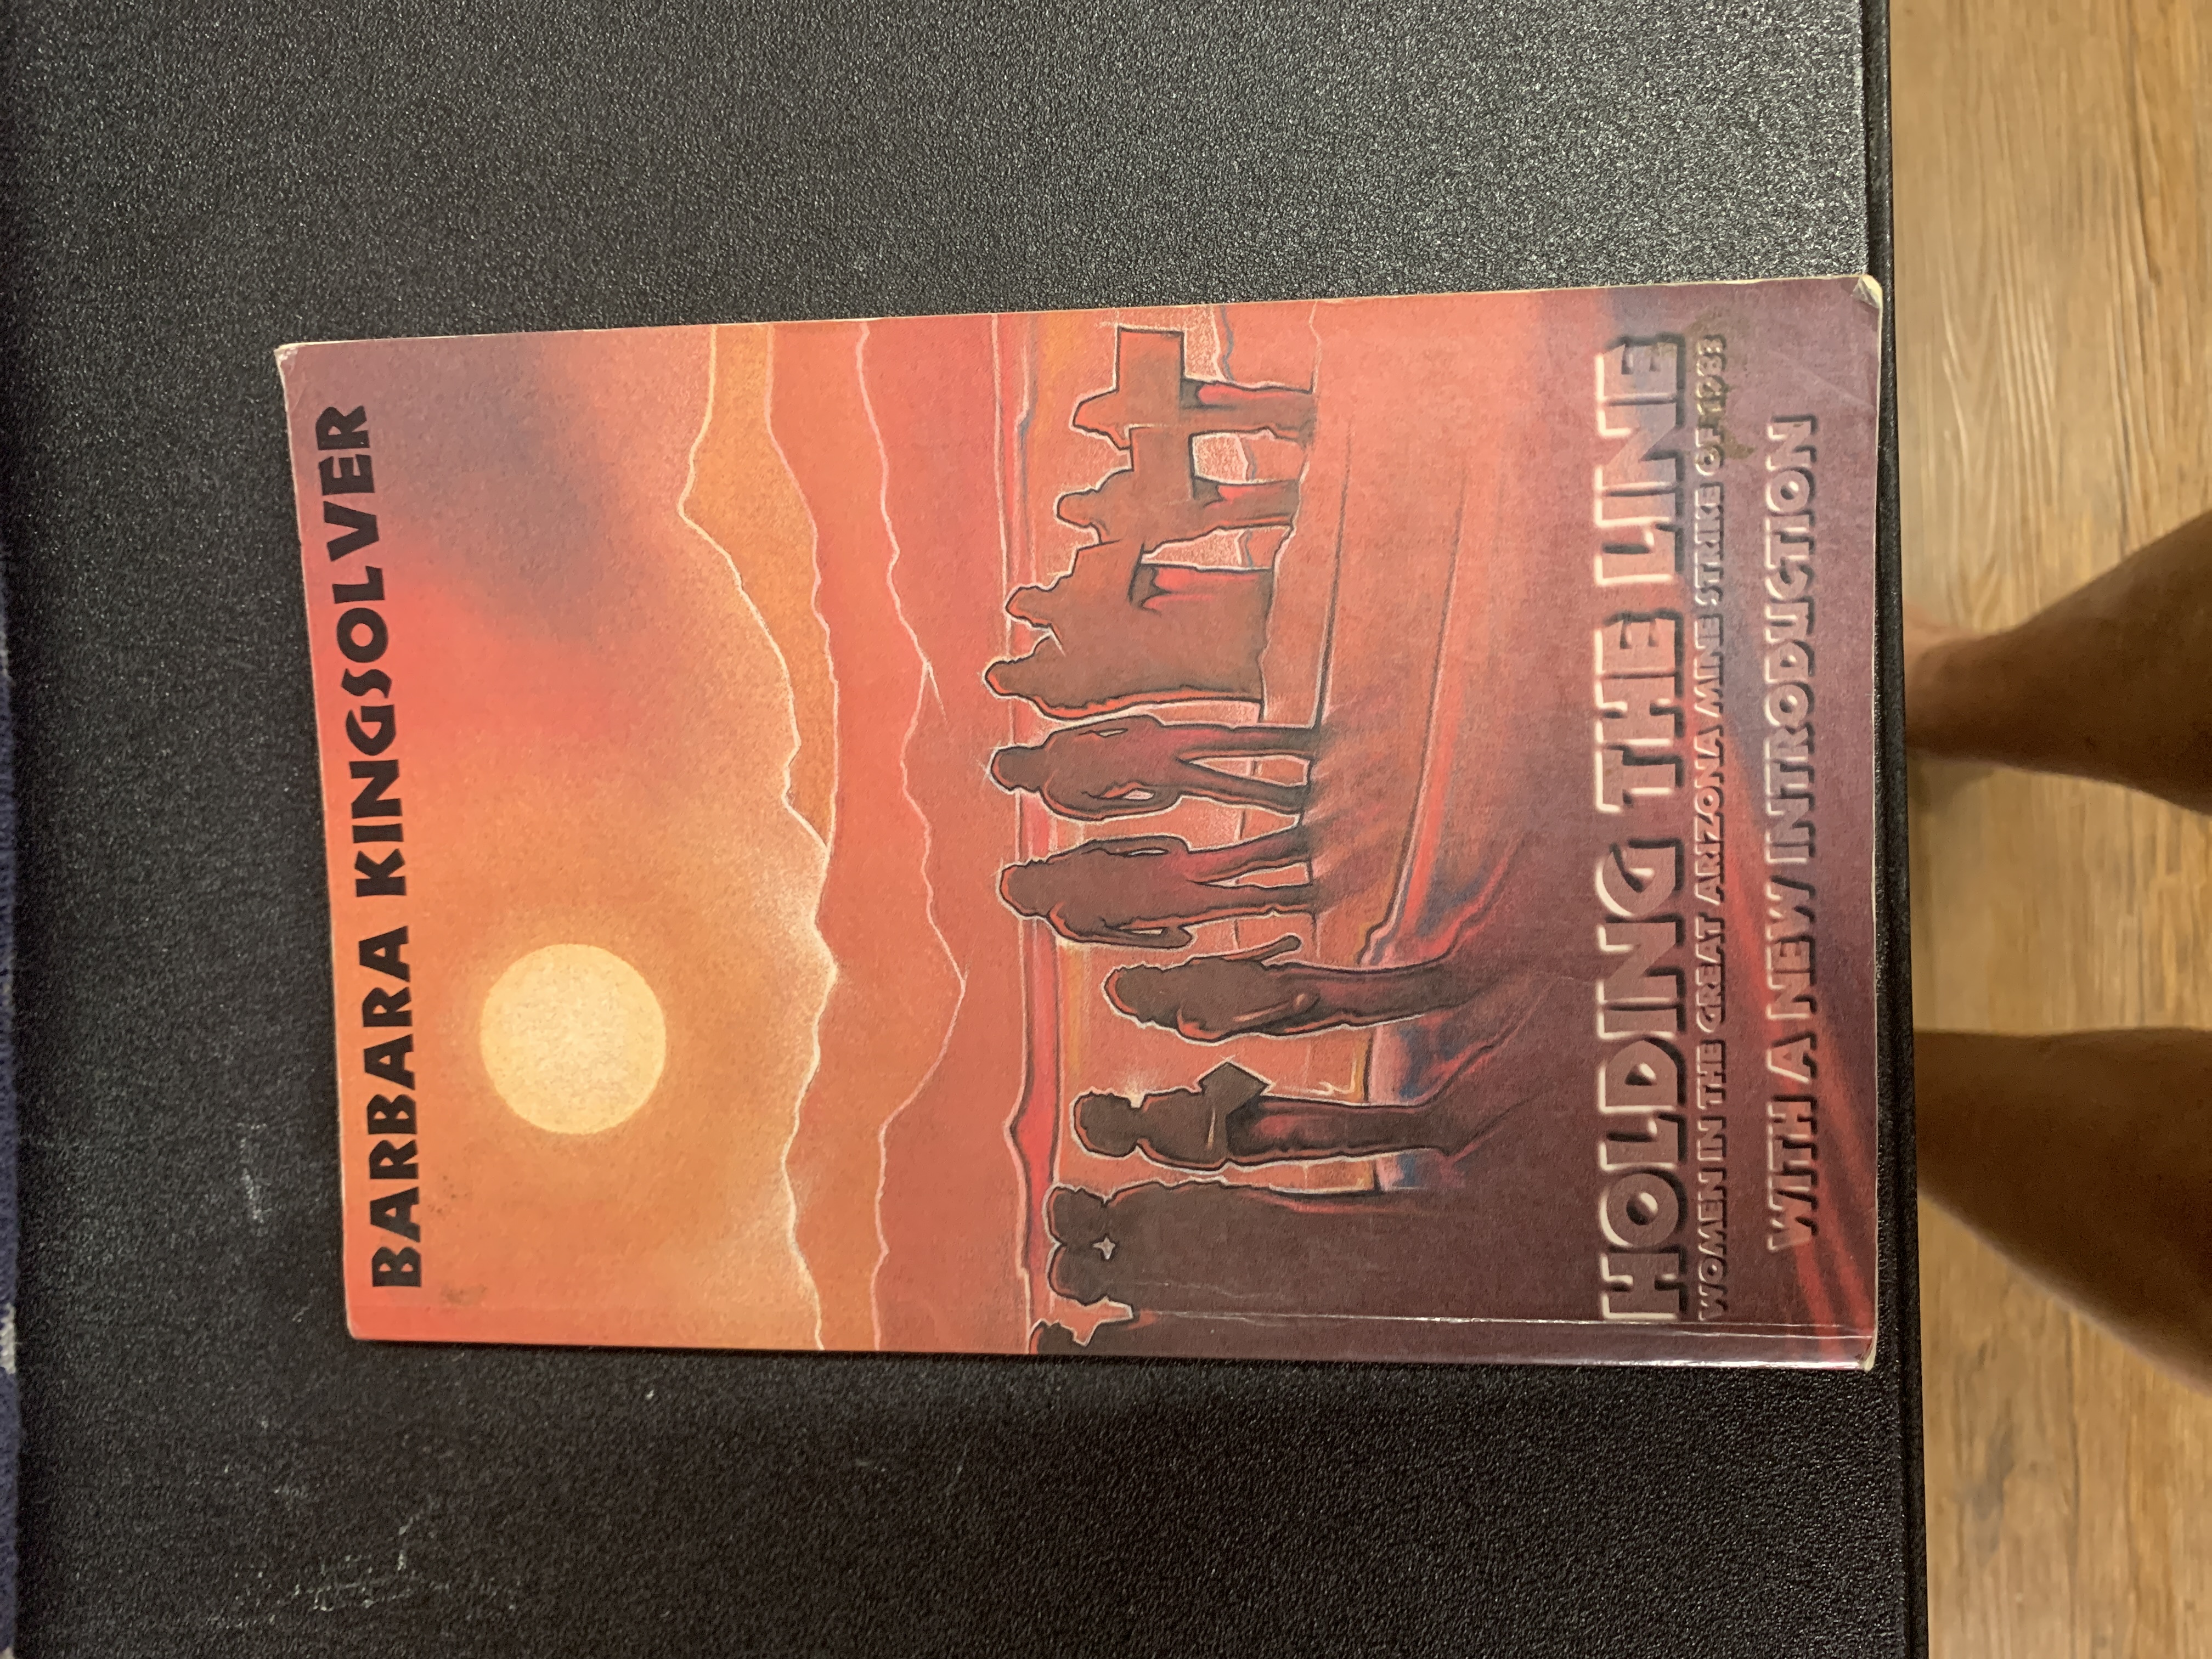 BARBARA KINGSOLVER
HOLDING THE LINE
WOMEN IN THE GREAT ARIZONA MINE STRIKE OF 1983
WITH A NEW INTRODUCTION